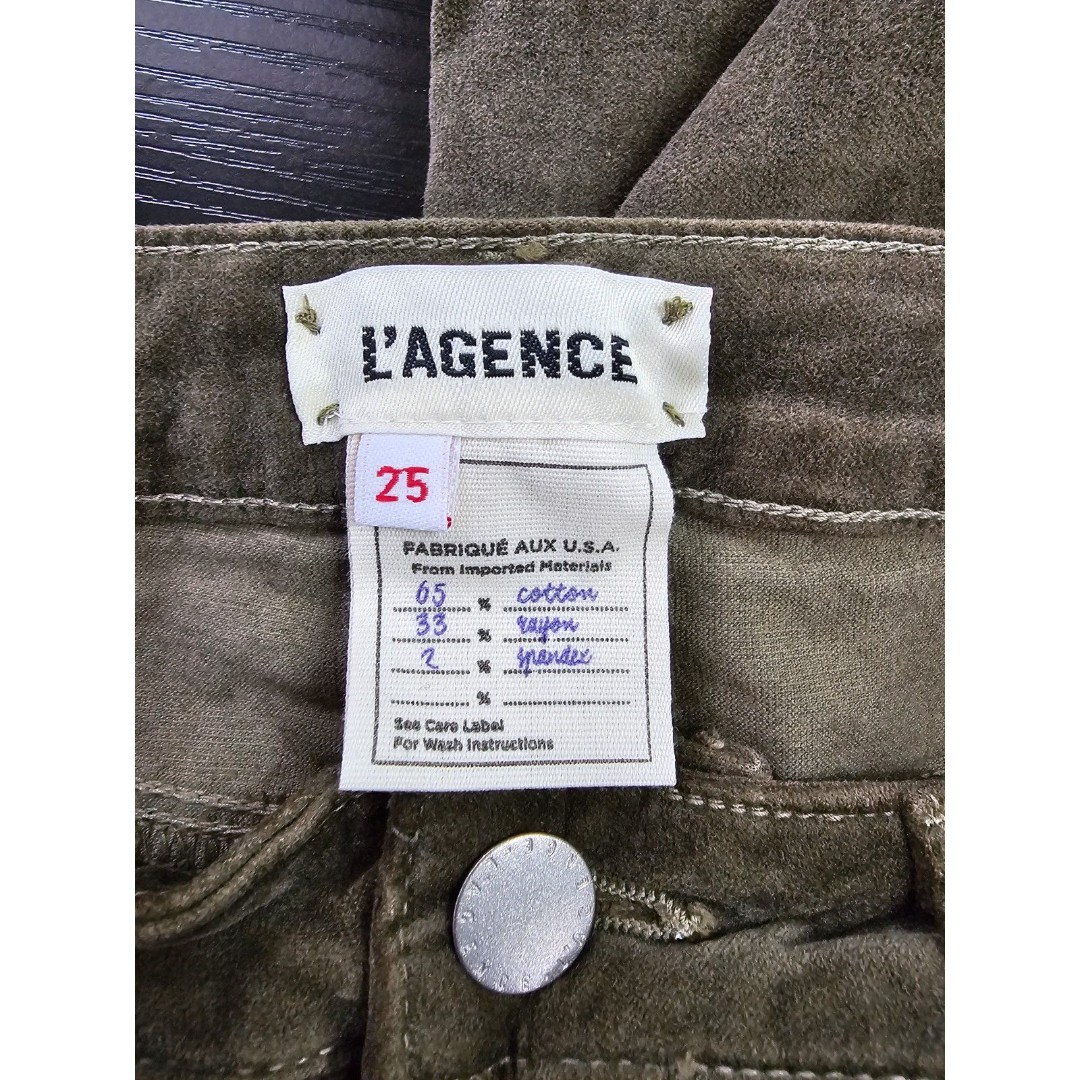 L'AGENCE
25
FABRIQUÉ AUX U.S.A.
From Imported Materials
65 % cotton
33 % rayon
2 % spandex
%
See Care Label
For Wash Instructions